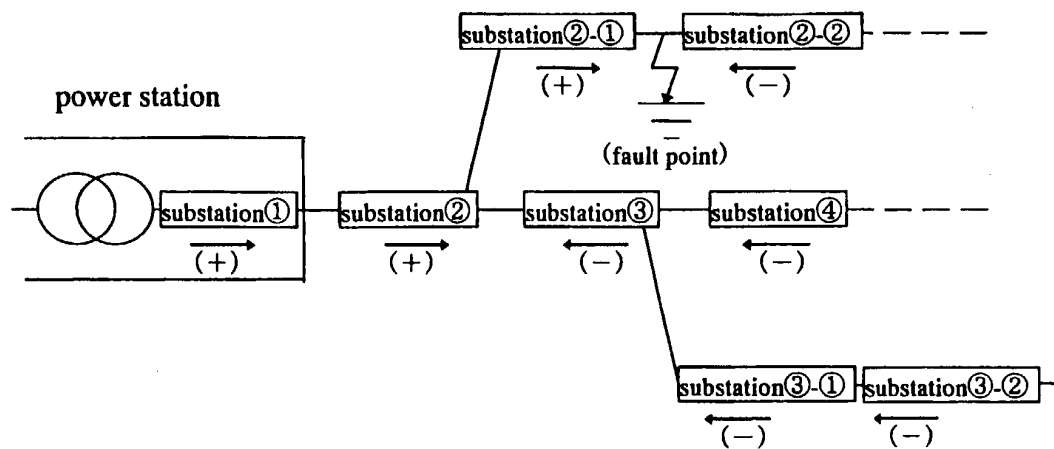 substation②-① substation②-②
(+) (−)
power station
(fault point)
substation① substation② substation③ substation④
(+) (+) (−) (−)
substation③-① substation③-②
(−) (−)